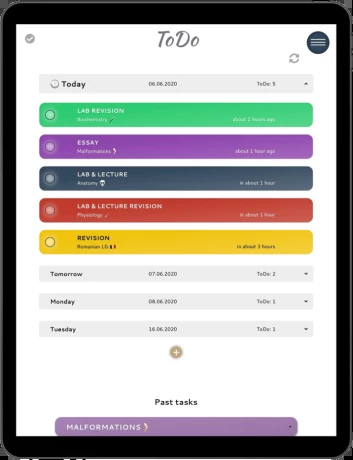 ToDo
Today 06.06.2020 ToDo: 5
LAB REVISION
Biochemistry about 2 hours ago
ESSAY
Malformations about 1 hour ago
LAB & LECTURE
Anatomy in about 1 hour
LAB & LECTURE REVISION
Physiology in about 1 hour
REVISION
Romanian LG in about 3 hours
Tomorrow 07.06.2020 ToDo: 2
Monday 08.06.2020 ToDo: 1
Tuesday 16.06.2020 ToDo: 1
Past tasks
MALFORMATIONS